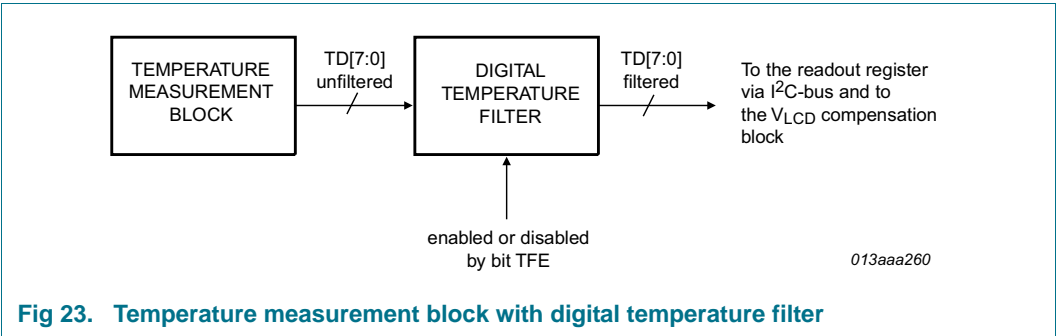 TEMPERATURE
MEASUREMENT
BLOCK
TD[7:0]
unfiltered
DIGITAL
TEMPERATURE
FILTER
TD[7:0]
filtered
To the readout register
via I2C-bus and to
the VLCD compensation
block
enabled or disabled
by bit TFE
013aaa260
Fig 23. Temperature measurement block with digital temperature filter